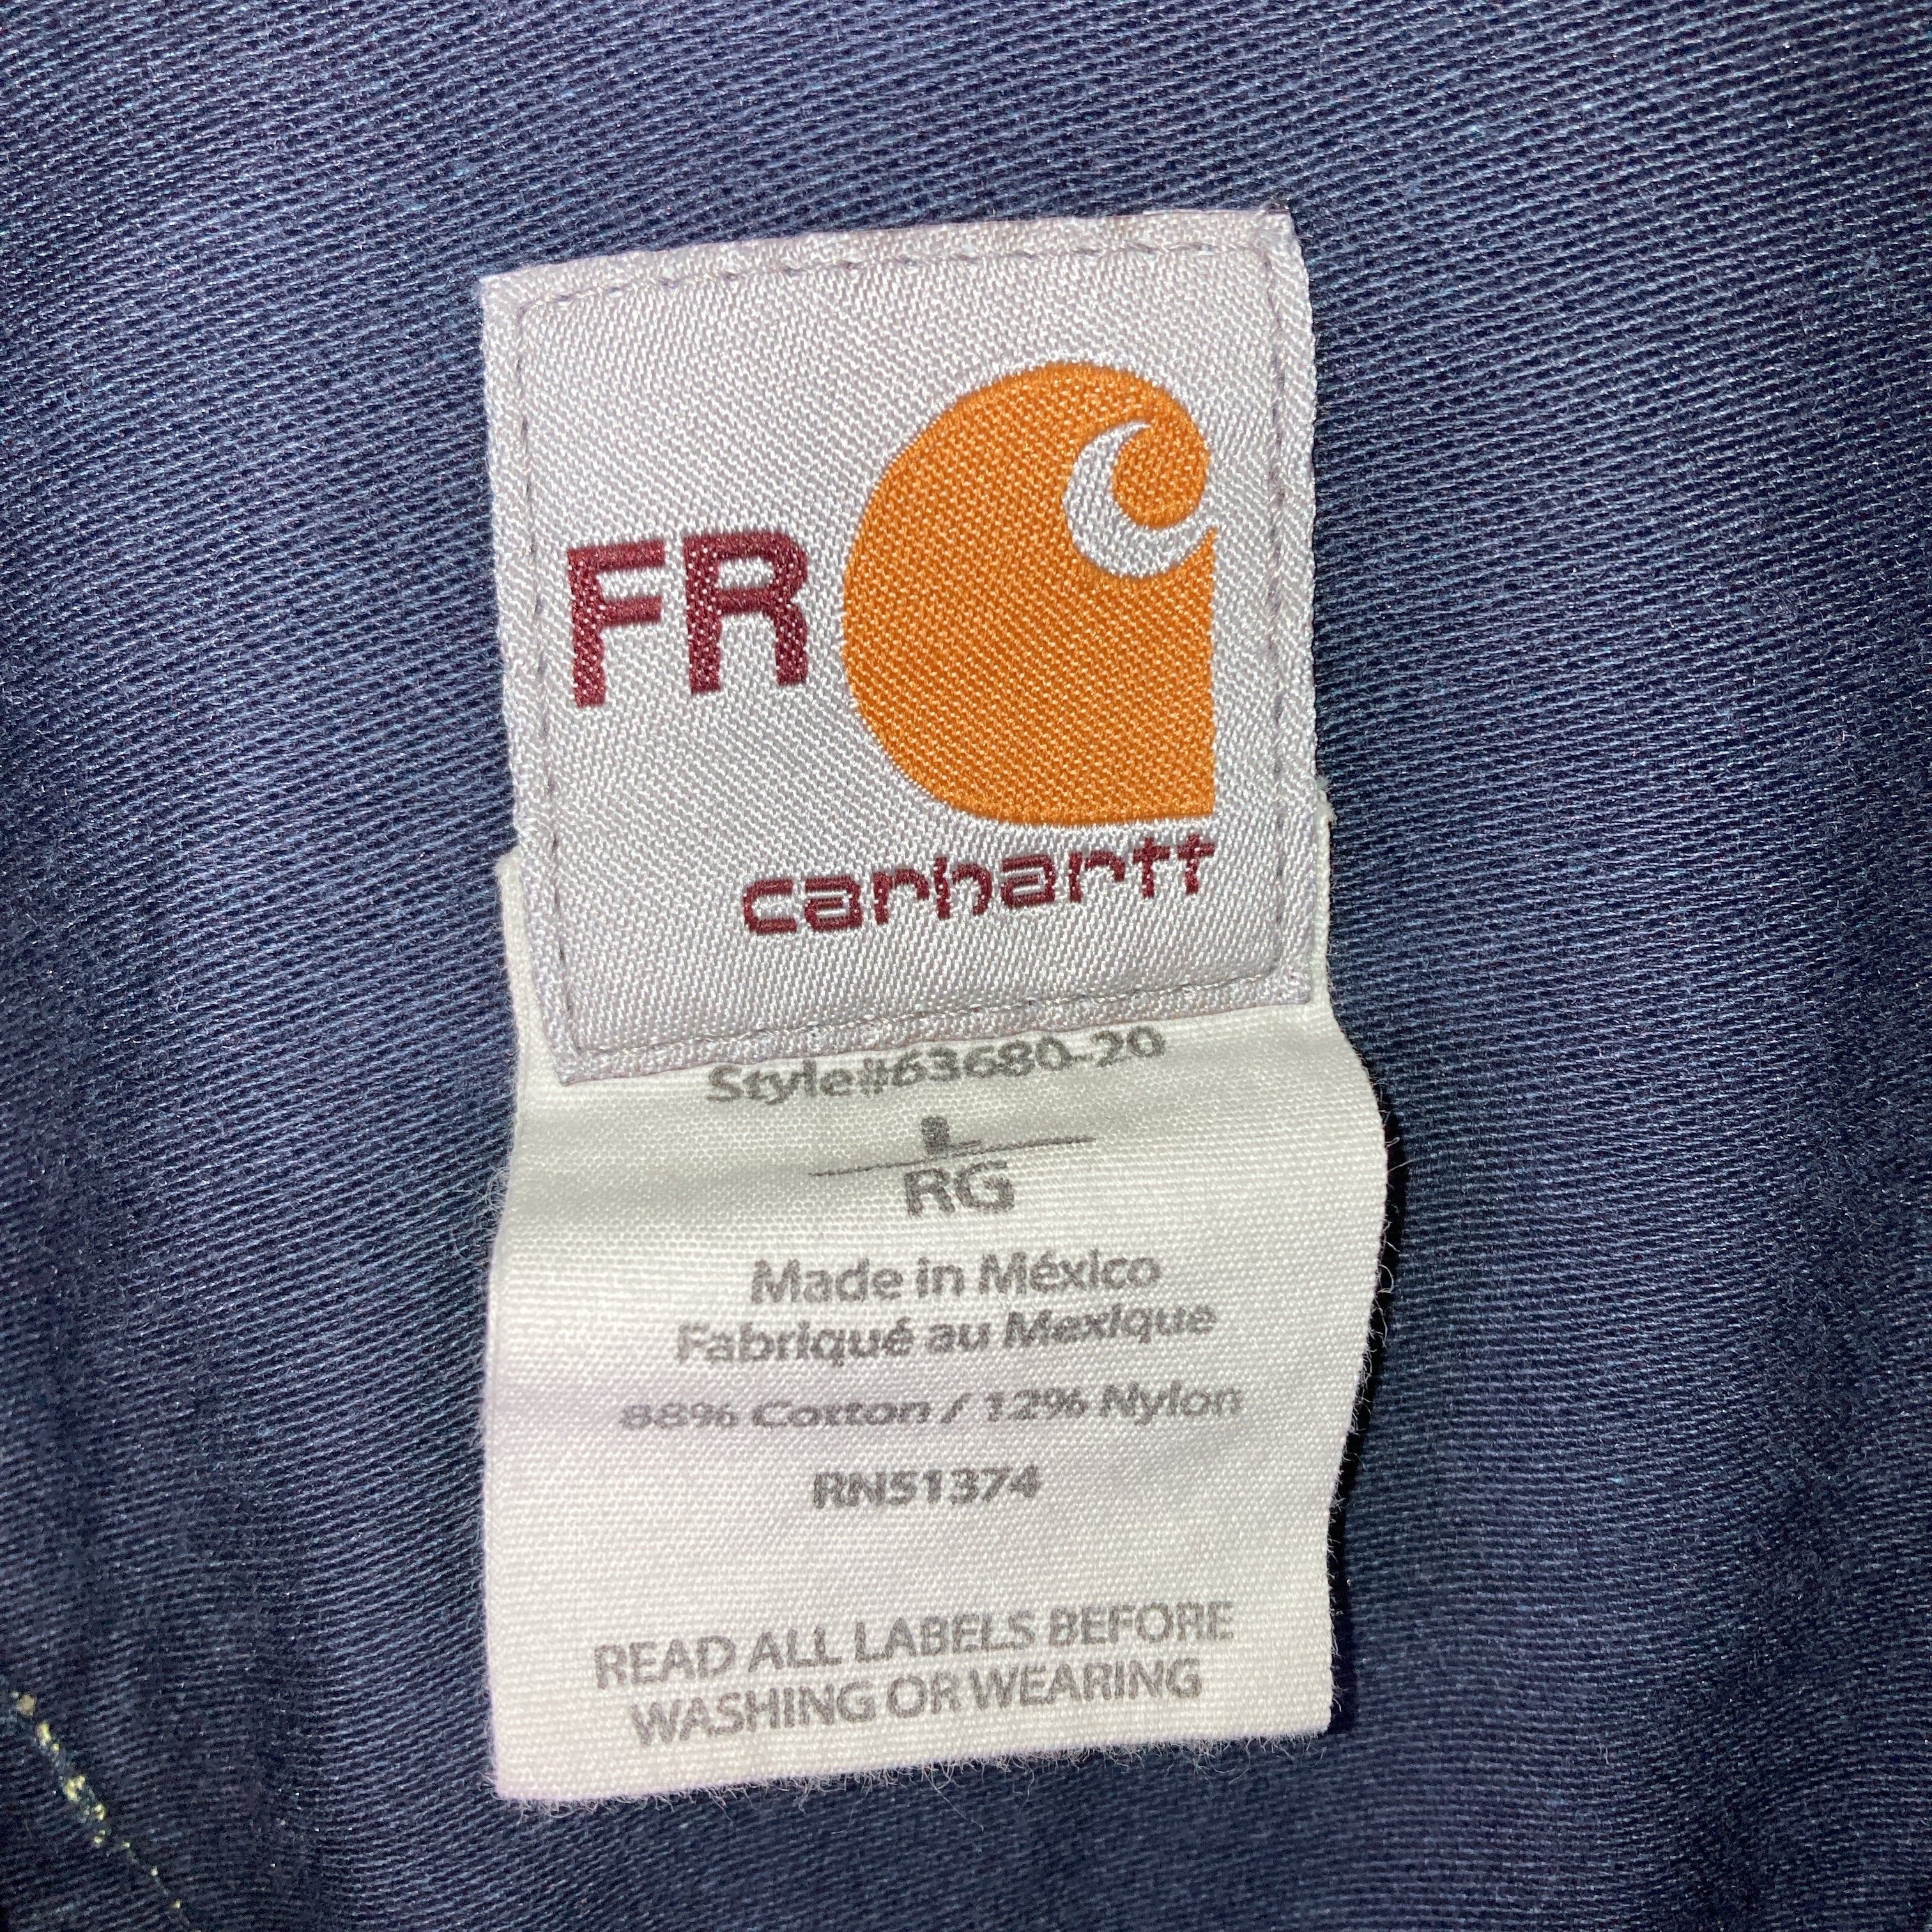 FR
carhartt
Style#63680-20
L
RG
Made in México
Fabriqué au Mexique
88% Cotton / 12% Nylon
RN51374
READ ALL LABELS BEFORE
WASHING OR WEARING